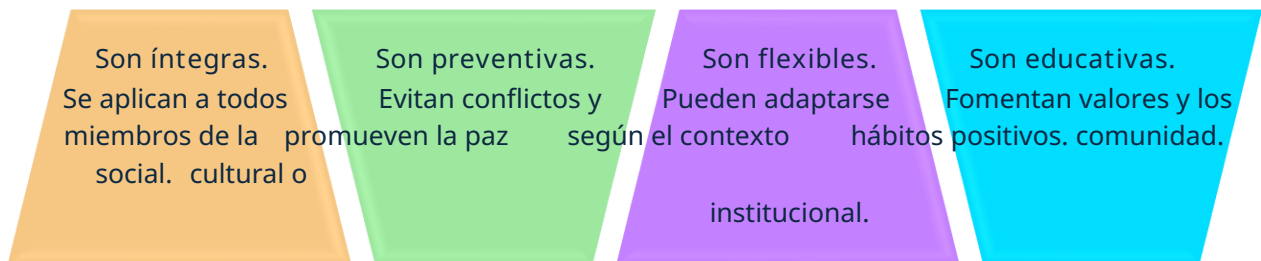 Son íntegras. Son preventivas. Son flexibles. Son educativas.
Se aplican a todos Evitan conflictos y Pueden adaptarse Fomentan valores y los
miembros de la promueven la paz según el contexto hábitos positivos. comunidad.
social. cultural o
institucional.